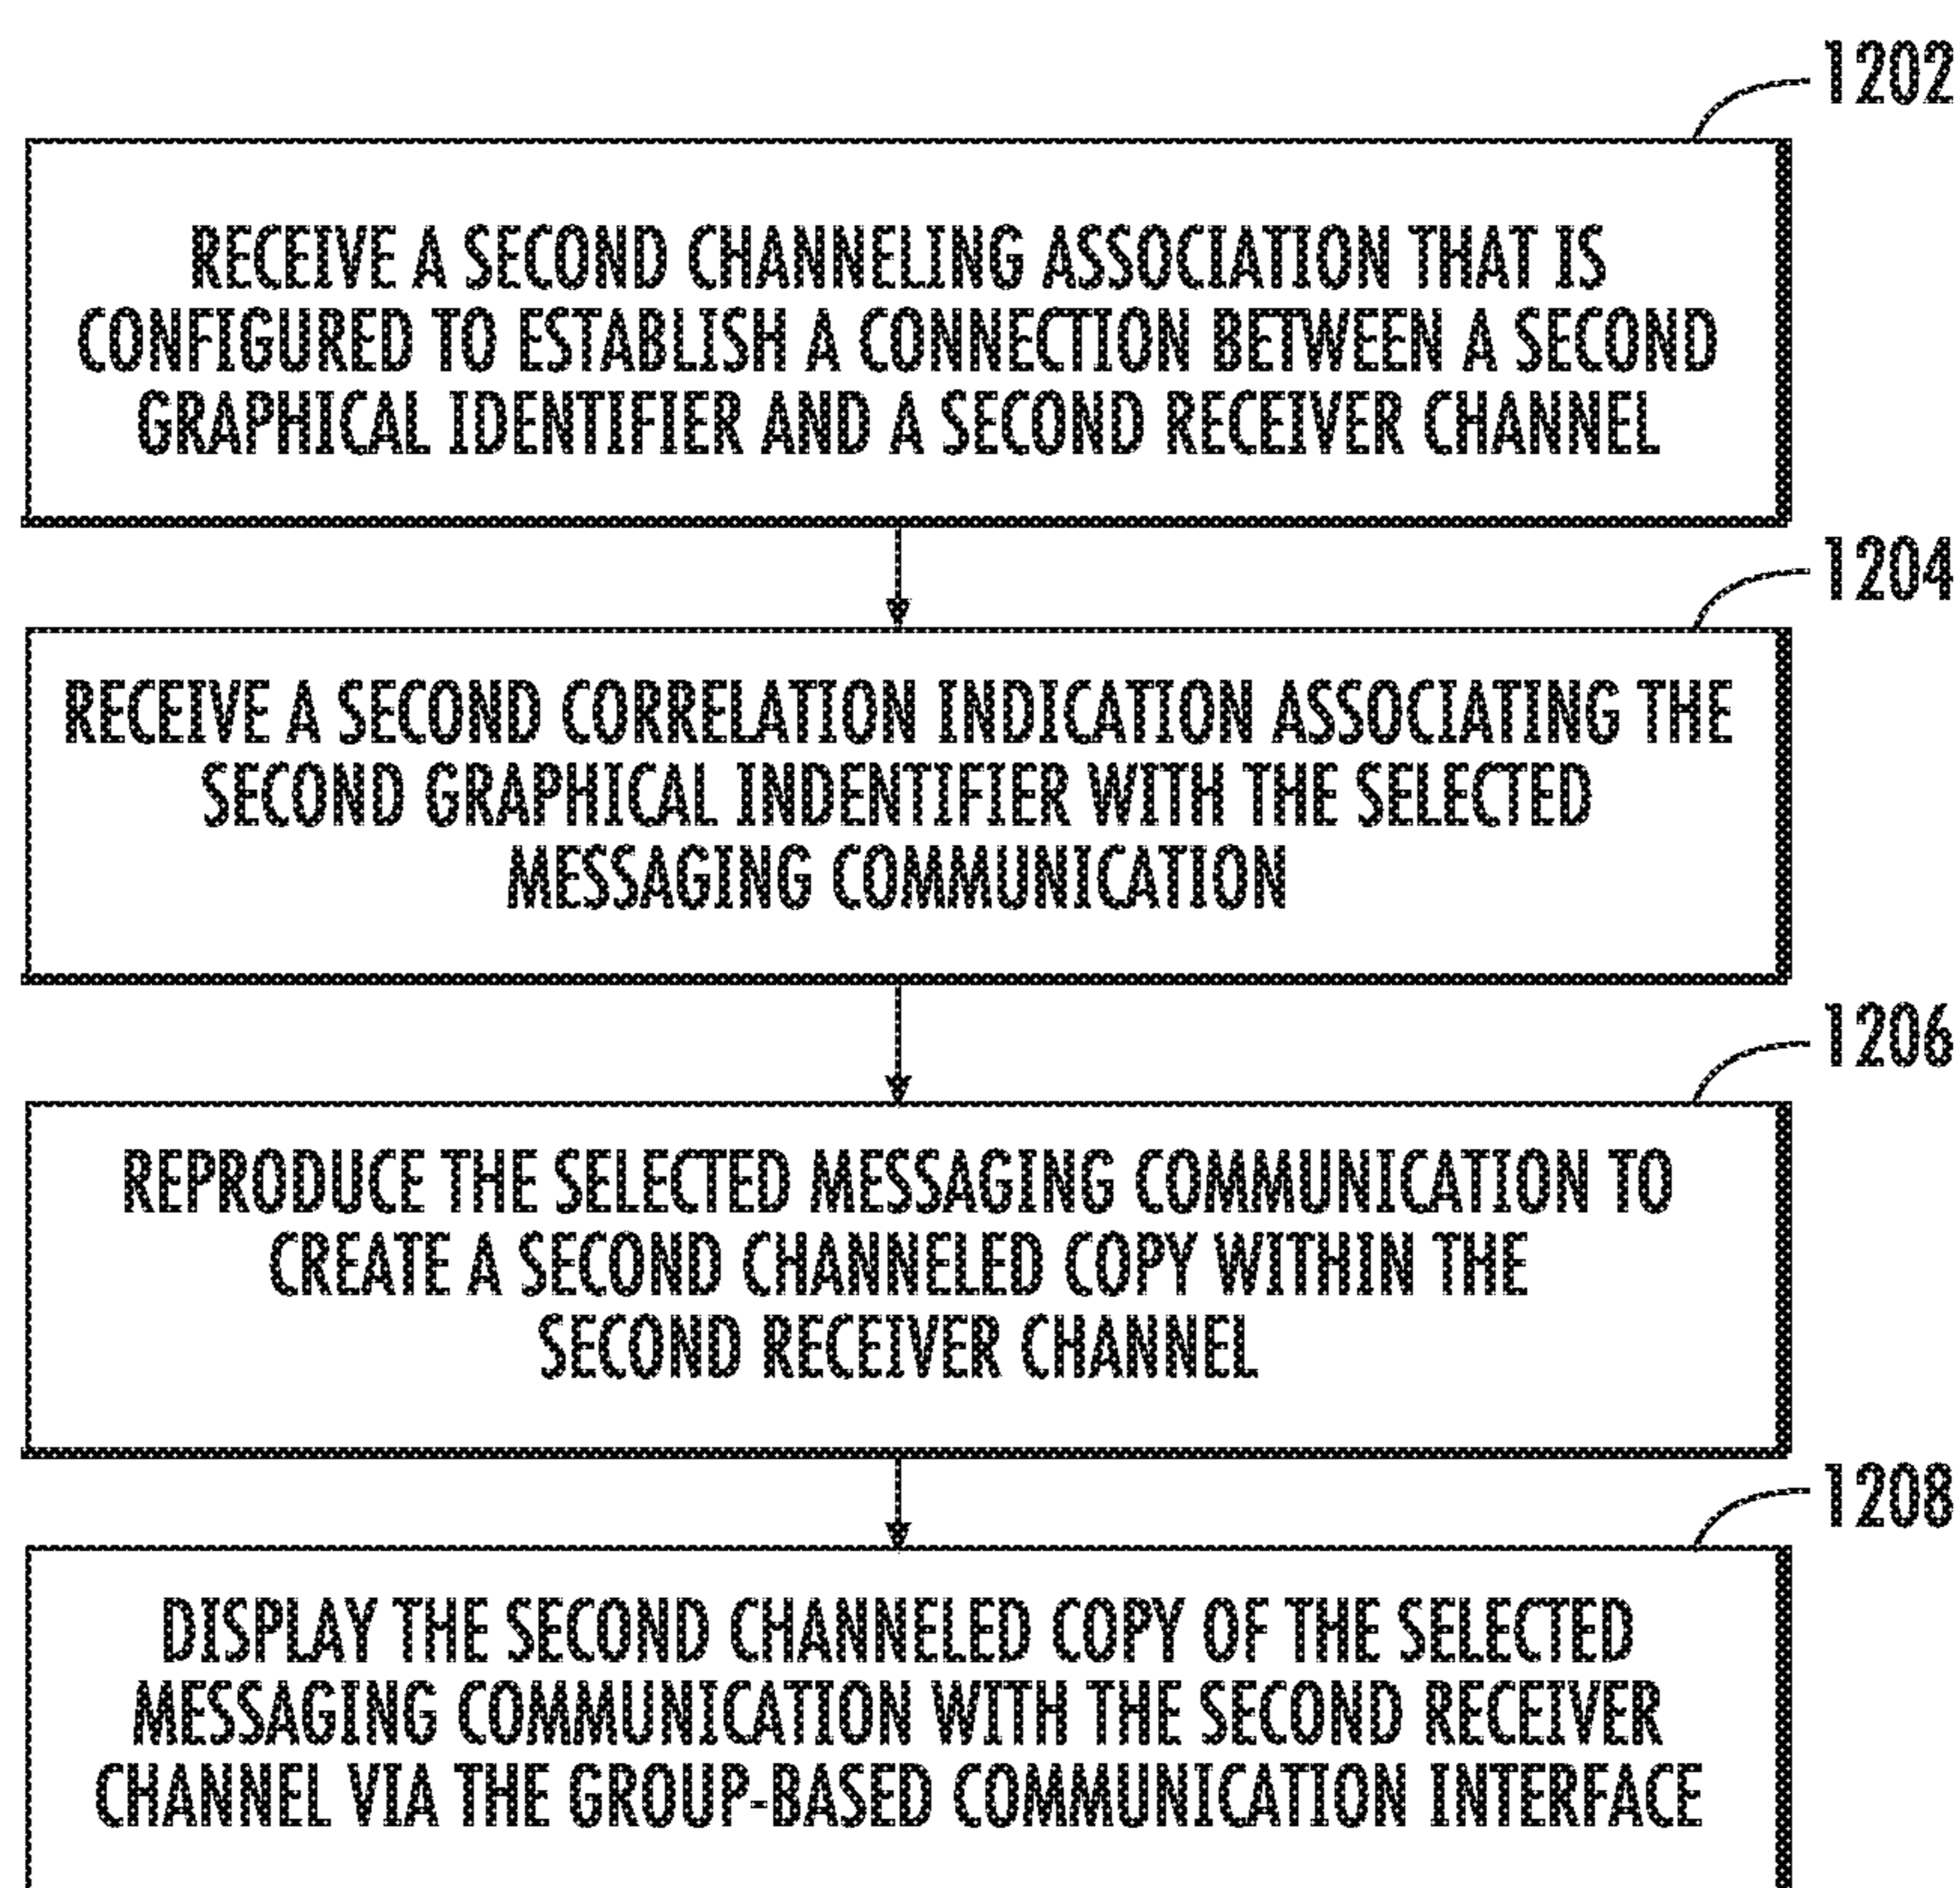 1202
RECEIVE A SECOND CHANNELING ASSOCIATION THAT IS
CONFIGURED TO ESTABLISH A CONNECTION BETWEEN A SECOND
GRAPHICAL IDENTIFIER AND A SECOND RECEIVER CHANNEL
1204
RECEIVE A SECOND CORRELATION INDICATION ASSOCIATING THE
SECOND GRAPHICAL INDENTIFIER WITH THE SELECTED
MESSAGING COMMUNICATION
1206
REPRODUCE THE SELECTED MESSAGING COMMUNICATION TO
CREATE A SECOND CHANNELED COPY WITHIN THE
SECOND RECEIVER CHANNEL
1208
DISPLAY THE SECOND CHANNELED COPY OF THE SELECTED
MESSAGING COMMUNICATION WITH THE SECOND RECEIVER
CHANNEL VIA THE GROUP-BASED COMMUNICATION INTERFACE